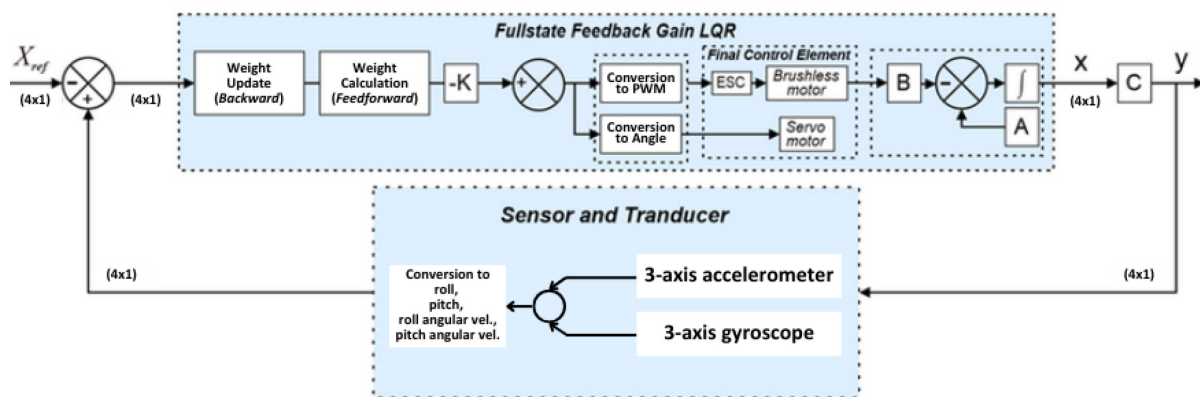 Fullstate Feedback Gain LQR
X_ref
(4x1)
-
+
(4x1)
Weight
Update
(Backward)
Weight
Calculation
(Feedforward)
-K
+
Conversion
to PWM
Conversion
to Angle
Final Control Element
ESC
Brushless
motor
Servo
motor
B
-
-
∫
A
x
(4x1)
C
y
Sensor and Tranducer
(4x1)
Conversion to
roll,
pitch,
roll angular vel.,
pitch angular vel.
3-axis accelerometer
3-axis gyroscope
(4x1)